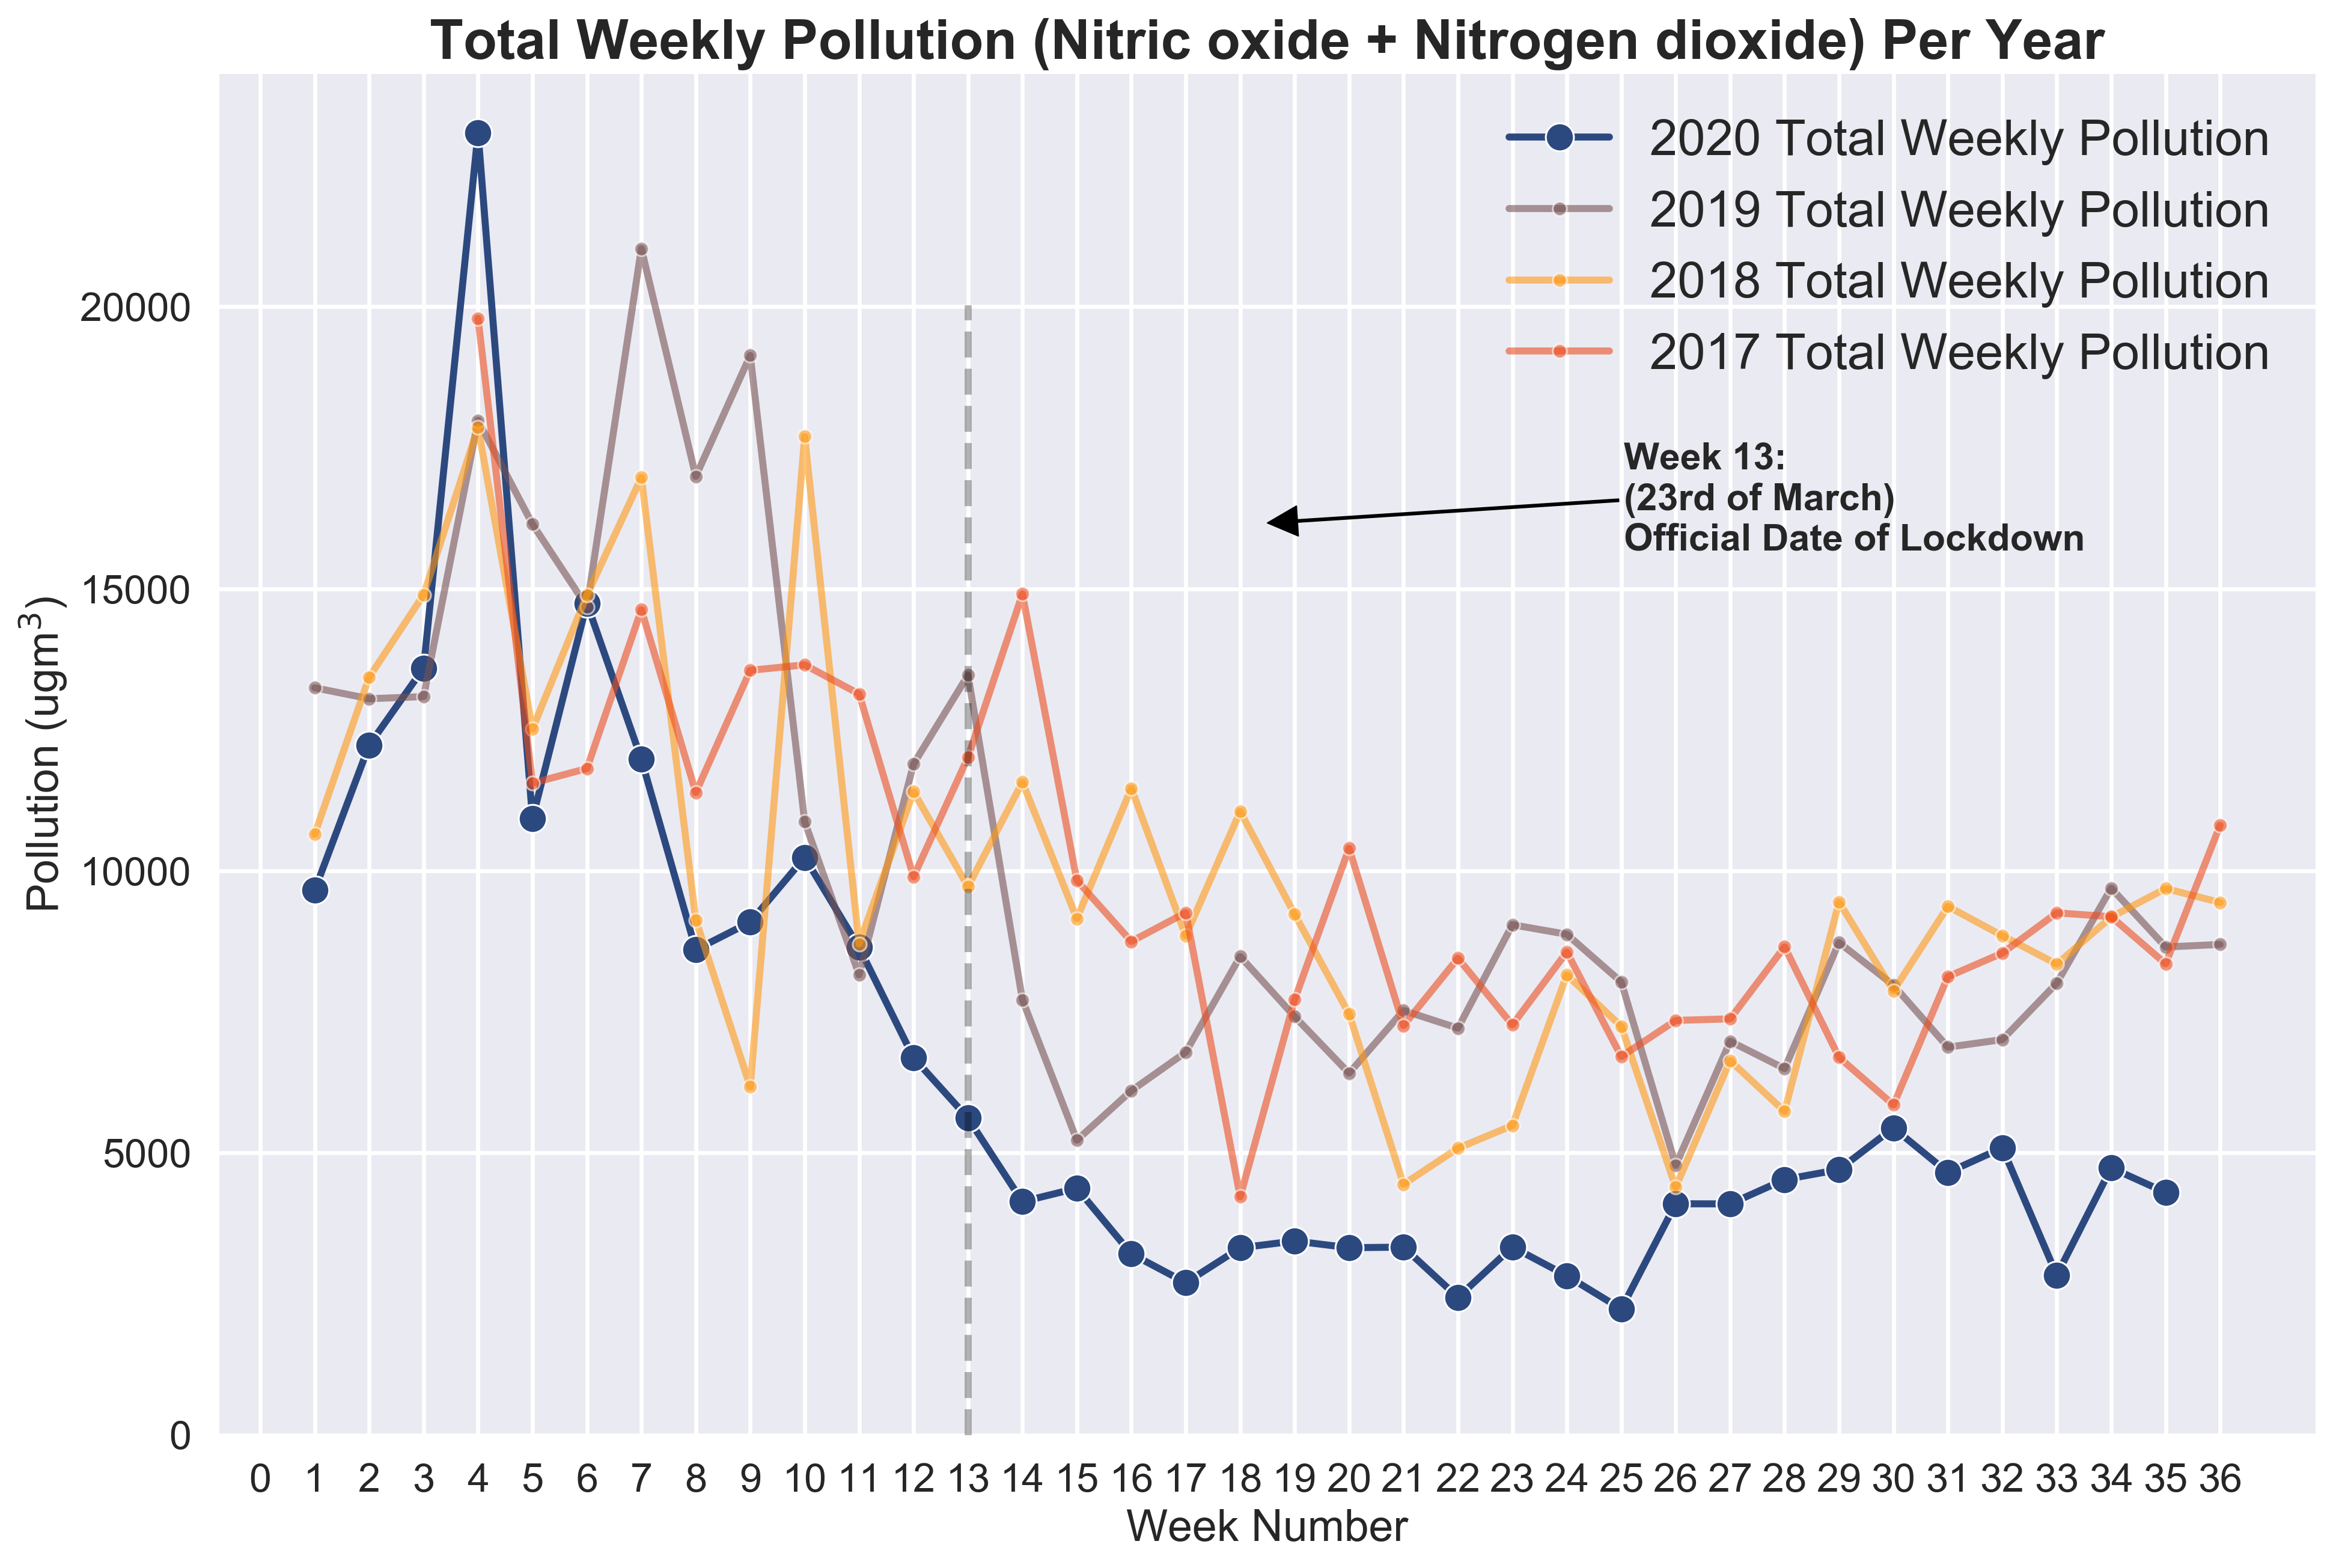 Total Weekly Pollution (Nitric oxide + Nitrogen dioxide) Per Year
2020 Total Weekly Pollution
2019 Total Weekly Pollution
2018 Total Weekly Pollution
2017 Total Weekly Pollution
Week 13:
(23rd of March)
Official Date of Lockdown
Pollution (ugm³)
20000
15000
10000
5000
0
0 1 2 3 4 5 6 7 8 9 10 11 12 13 14 15 16 17 18 19 20 21 22 23 24 25 26 27 28 29 30 31 32 33 34 35 36
Week Number